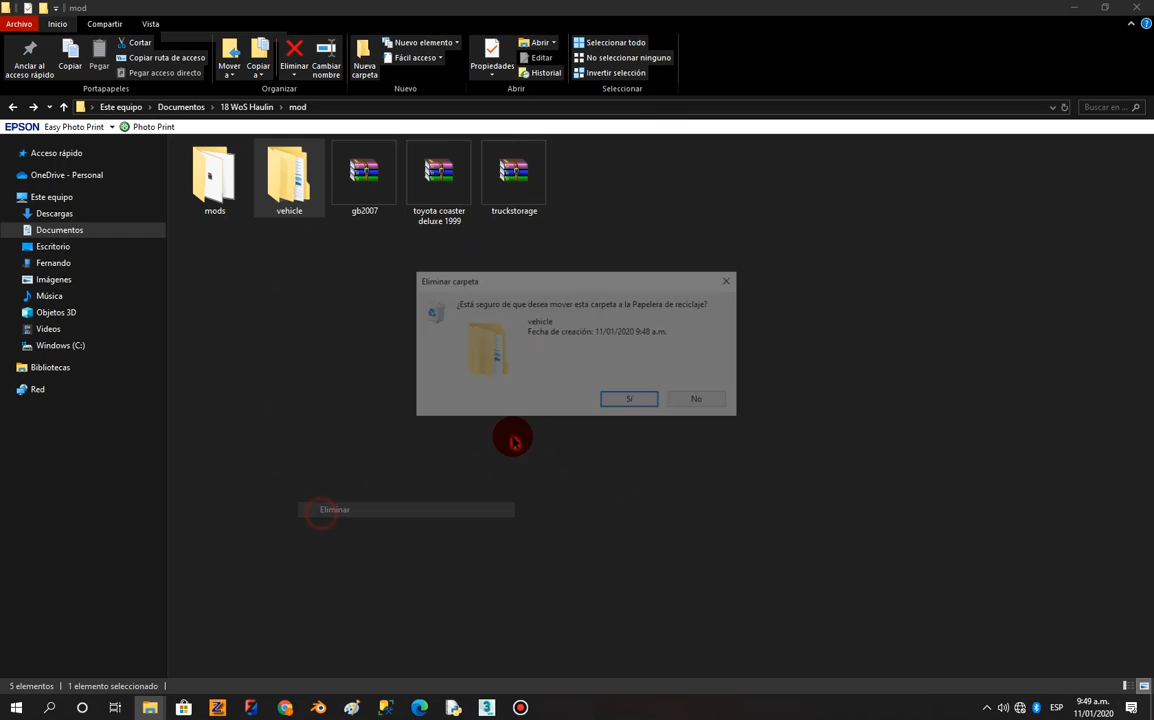 mod
Archivo Inicio Compartir Vista
Anclar al acceso rápido
Copiar
Pegar
Cortar
Copiar ruta de acceso
Pegar acceso directo
Mover a
Copiar a
Eliminar
Cambiar nombre
Nueva carpeta
Nuevo elemento
Fácil acceso
Propiedades
Abrir
Editar
Historial
Seleccionar todo
No seleccionar ninguno
Invertir selección
Portapapeles Organizar Nuevo Abrir Seleccionar
Este equipo > Documentos > 18 WoS Haulin > mod
Buscar en ...
EPSON Easy Photo Print Photo Print
Acceso rápido
OneDrive - Personal
Este equipo
Descargas
Documentos
Escritorio
Fernando
Imágenes
Música
Objetos 3D
Videos
Windows (C:)
Bibliotecas
Red
mods
vehicle
gb2007
toyota coaster deluxe 1999
truckstorage
Eliminar carpeta
¿Está seguro de que desea mover esta carpeta a la Papelera de reciclaje?
vehicle
Fecha de creación: 11/01/2020 9:48 a.m.
Sí No
Eliminar
5 elementos 1 elemento seleccionado
ESP
9:49 a.m.
11/01/2020